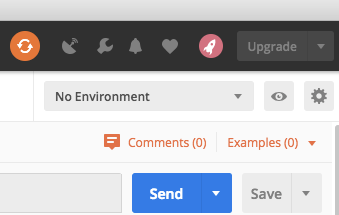 Upgrade
No Environment
Comments (0) Examples (0)
Send Save